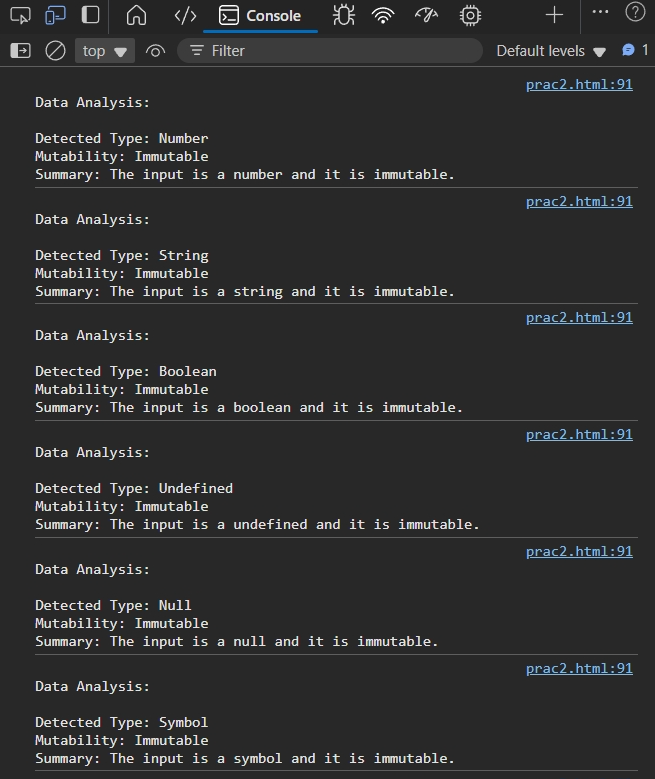 Console
top
Filter
Default levels
1
prac2.html:91
Data Analysis:
Detected Type: Number
Mutability: Immutable
Summary: The input is a number and it is immutable.
prac2.html:91
Data Analysis:
Detected Type: String
Mutability: Immutable
Summary: The input is a string and it is immutable.
prac2.html:91
Data Analysis:
Detected Type: Boolean
Mutability: Immutable
Summary: The input is a boolean and it is immutable.
prac2.html:91
Data Analysis:
Detected Type: Undefined
Mutability: Immutable
Summary: The input is a undefined and it is immutable.
prac2.html:91
Data Analysis:
Detected Type: Null
Mutability: Immutable
Summary: The input is a null and it is immutable.
prac2.html:91
Data Analysis:
Detected Type: Symbol
Mutability: Immutable
Summary: The input is a symbol and it is immutable.